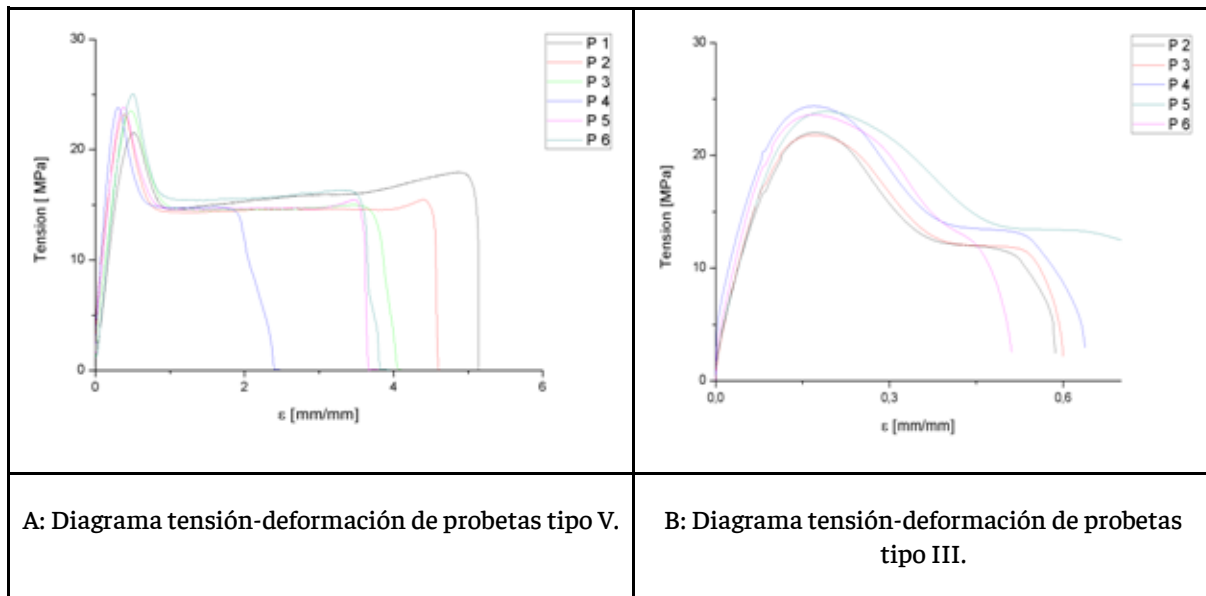 30
20
10
0
0
2
4
6
Tension [ MPa]
ε [mm/mm]
P 1
P 2
P 3
P 4
P 5
P 6
30
20
10
0
0,0
0,3
0,6
Tension [MPa]
ε [mm/mm]
P 2
P 3
P 4
P 5
P 6
A: Diagrama tensión-deformación de probetas tipo V.
B: Diagrama tensión-deformación de probetas
tipo III.